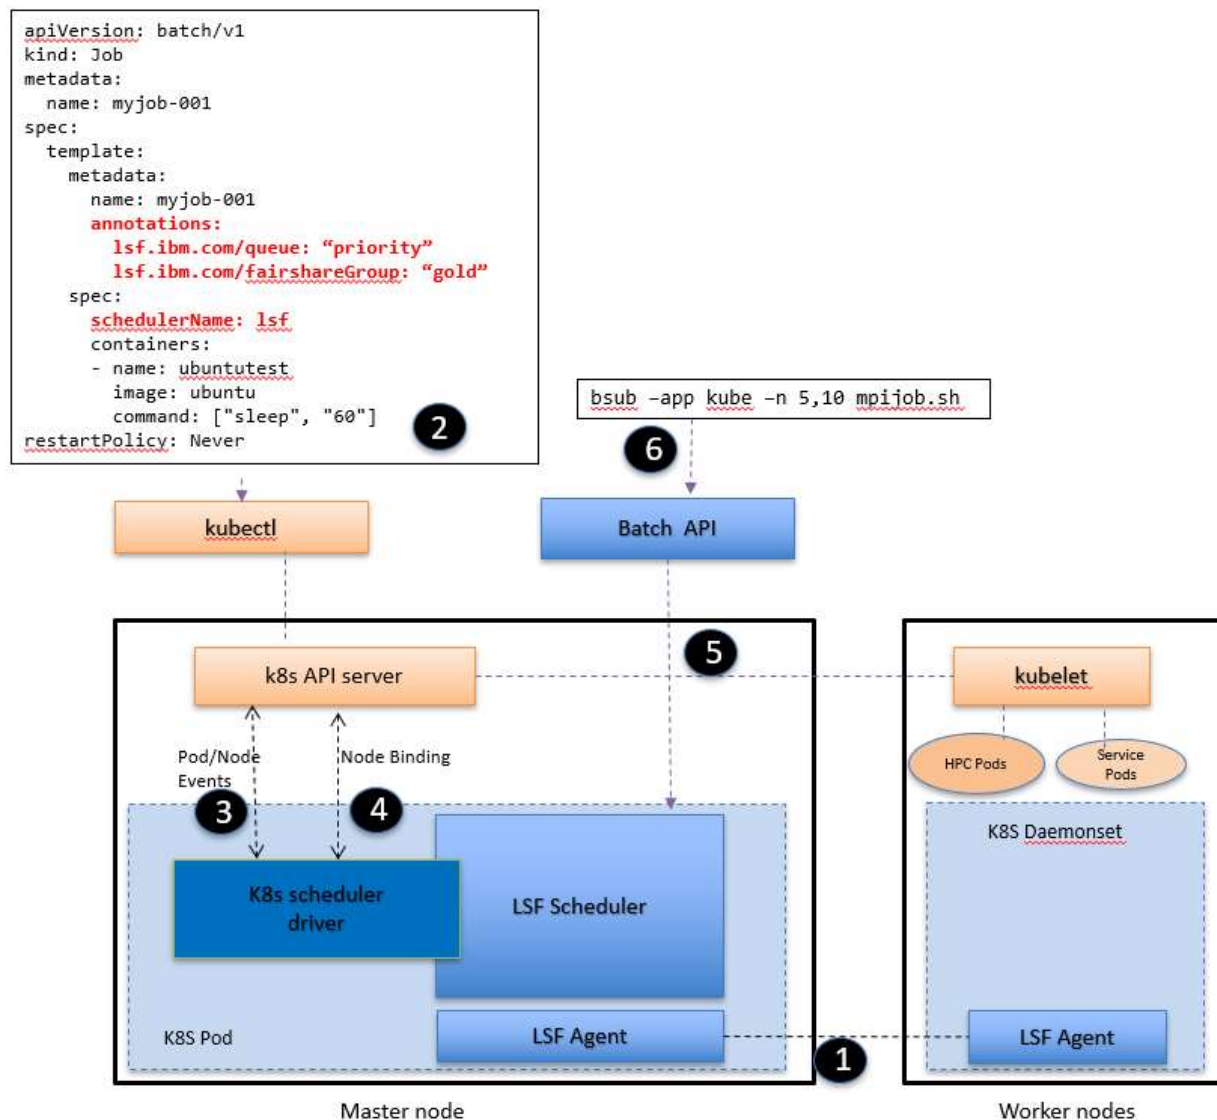 apiVersion: batch/v1
kind: Job
metadata:
  name: myjob-001
spec:
  template:
    metadata:
      name: myjob-001
      annotations:
        lsf.ibm.com/queue: “priority”
        lsf.ibm.com/fairshareGroup: “gold”
    spec:
      schedulerName: lsf
      containers:
      - name: ubuntutest
        image: ubuntu
        command: ["sleep", "60"]
restartPolicy: Never
2
bsub –app kube –n 5,10 mpijob.sh
6
kubectl
Batch API
5
k8s API server
kubelet
Pod/Node
Events
Node Binding
HPC Pods
Service
Pods
3
4
K8S Daemonset
K8s scheduler
driver
LSF Scheduler
K8S Pod
LSF Agent
1
LSF Agent
Master node
Worker nodes